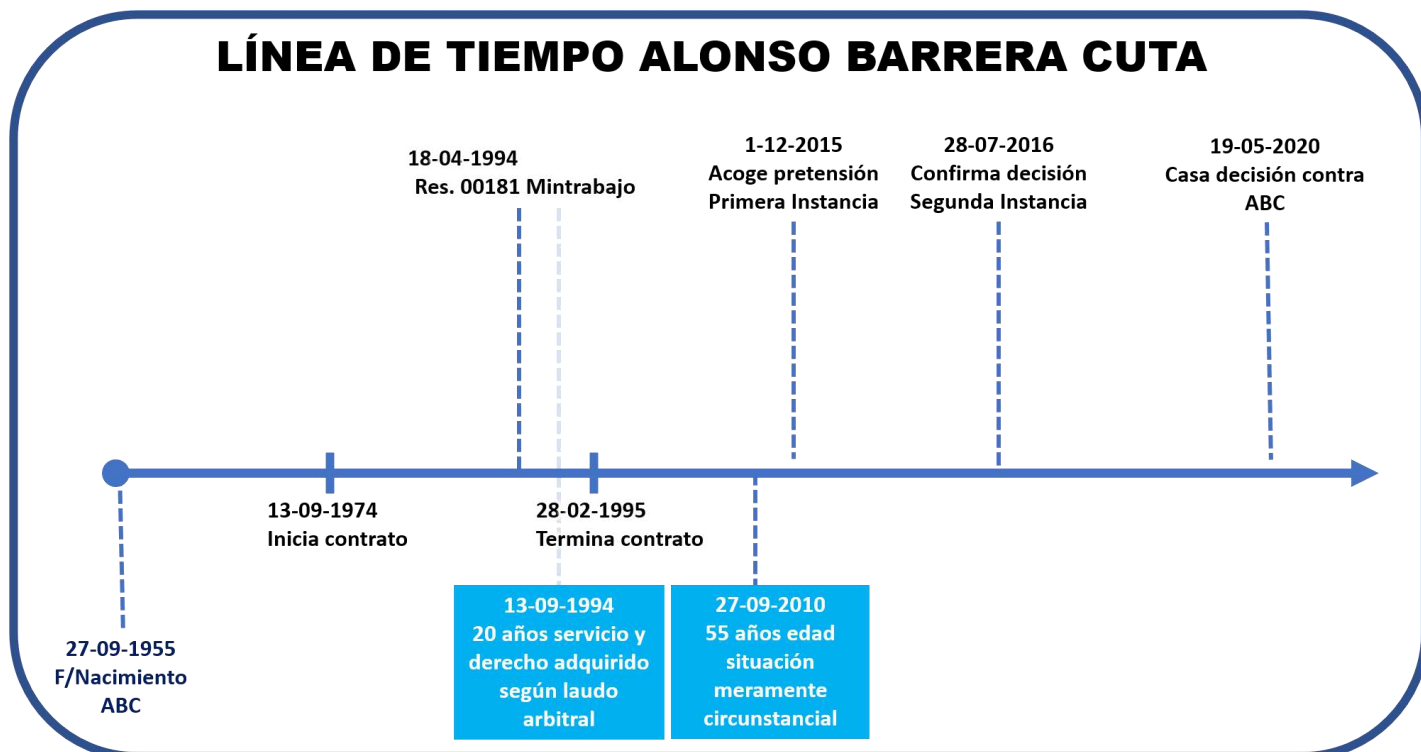 LÍNEA DE TIEMPO ALONSO BARRERA CUTA
18-04-1994
Res. 00181 Mintrabajo
1-12-2015
Acoge pretensión
Primera Instancia
28-07-2016
Confirma decisión
Segunda Instancia
19-05-2020
Casa decisión contra
ABC
13-09-1974
Inicia contrato
28-02-1995
Termina contrato
27-09-1955
F/Nacimiento
ABC
13-09-1994
20 años servicio y
derecho adquirido
según laudo
arbitral
27-09-2010
55 años edad
situación
meramente
circunstancial